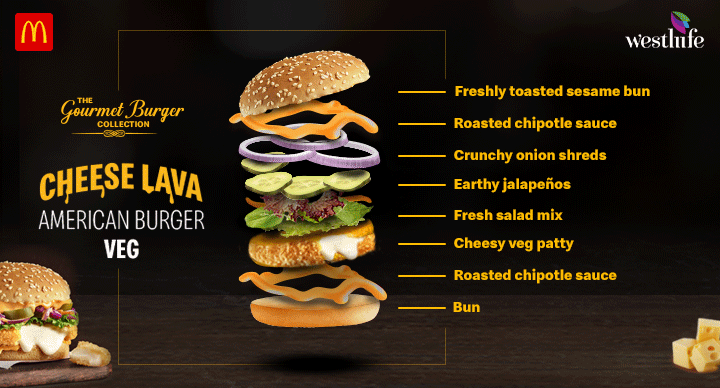 westlife
THE
Gourmet Burger
COLLECTION
CHEESE LAVA
AMERICAN BURGER
VEG
Freshly toasted sesame bun
Roasted chipotle sauce
Crunchy onion shreds
Earthy jalapeños
Fresh salad mix
Cheesy veg patty
Roasted chipotle sauce
Bun